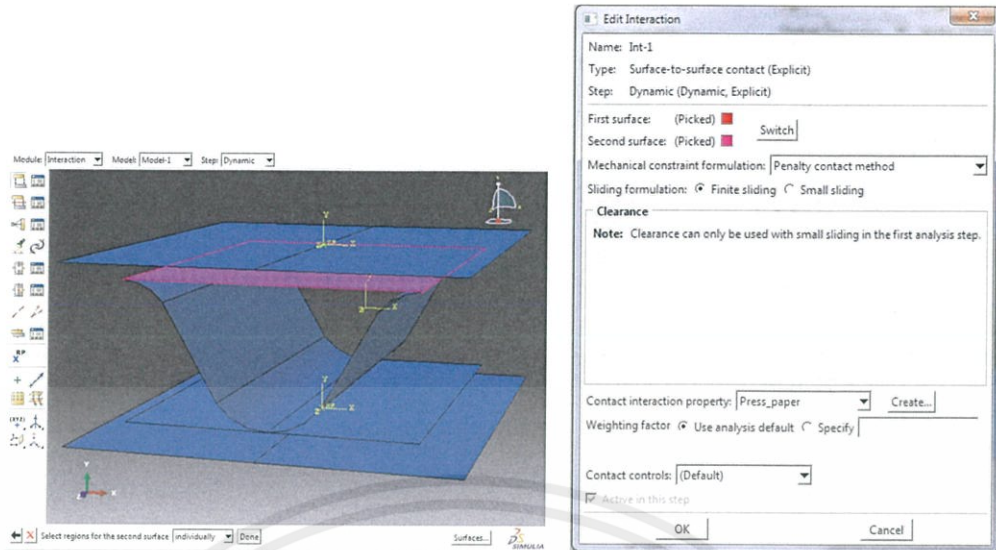 Module: Interaction Model: Model-1 Step: Dynamic
Y
X
Z
X
Y
Z X
Y
X
RP
X
(XYZ)
Select regions for the second surface individually Done Surfaces...
SIMULIA
Edit Interaction
Name: Int-1
Type: Surface-to-surface contact (Explicit)
Step: Dynamic (Dynamic, Explicit)
First surface: (Picked)
Second surface: (Picked)
Switch
Mechanical constraint formulation: Penalty contact method
Sliding formulation: Finite sliding Small sliding
Clearance
Note: Clearance can only be used with small sliding in the first analysis step.
Contact interaction property: Press_paper Create...
Weighting factor Use analysis default Specify
Contact controls: (Default)
Active in this step
OK Cancel